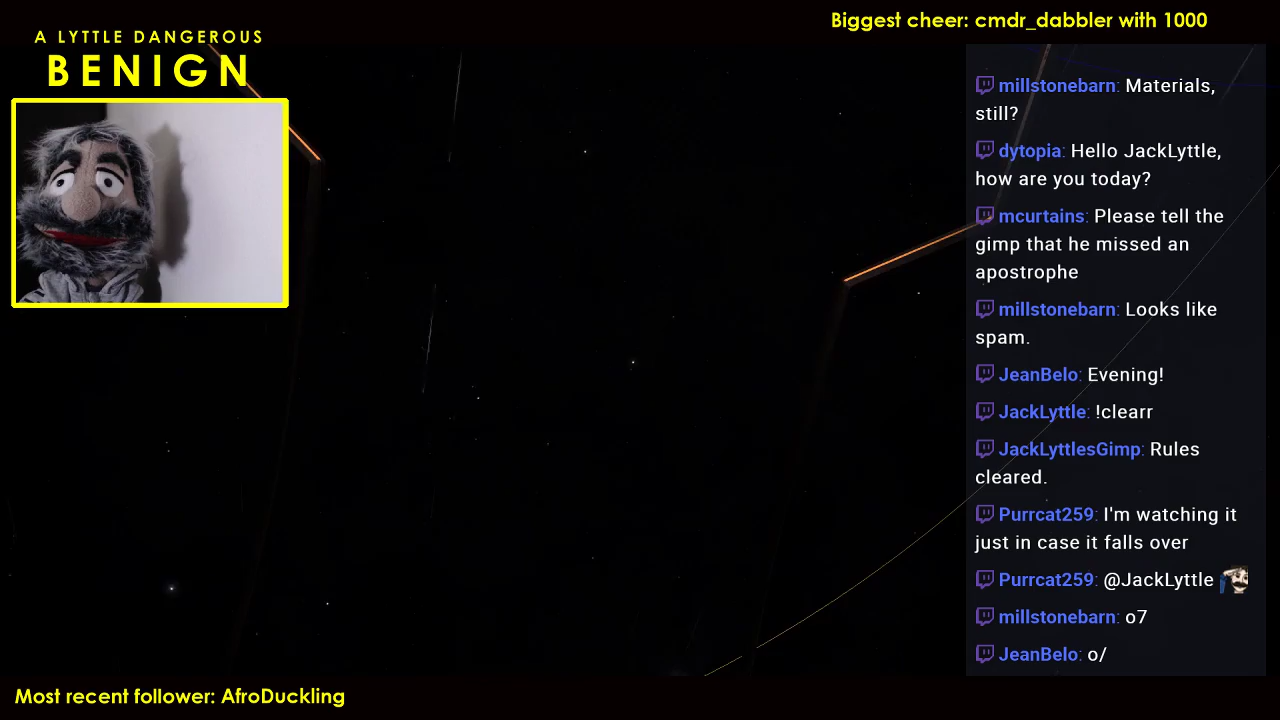 A LYTTLE DANGEROUS
BENIGN
Biggest cheer: cmdr_dabbler with 1000
millstonebarn: Materials,
still?
dytopia: Hello JackLyttle,
how are you today?
mcurtains: Please tell the
gimp that he missed an
apostrophe
millstonebarn: Looks like
spam.
JeanBelo: Evening!
JackLyttle: !clearr
JackLyttlesGimp: Rules
cleared.
Purrcat259: I'm watching it
just in case it falls over
Purrcat259: @JackLyttle
millstonebarn: o7
JeanBelo: o/
Most recent follower: AfroDuckling